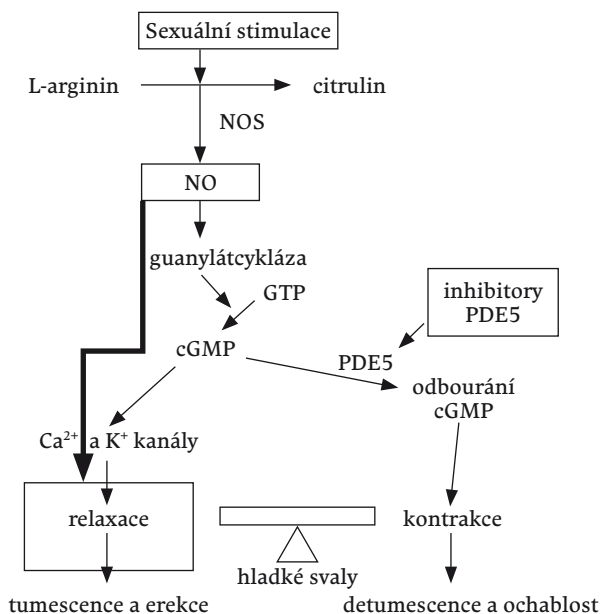 Sexuální stimulace
L-arginin
citrulin
NOS
NO
guanylátcykláza
GTP
inhibitory
PDE5
cGMP
PDE5
odbourání
cGMP
Ca²⁺ a K⁺ kanály
relaxace
kontrakce
hladké svaly
tumescence a erekce
detumescence a ochablost